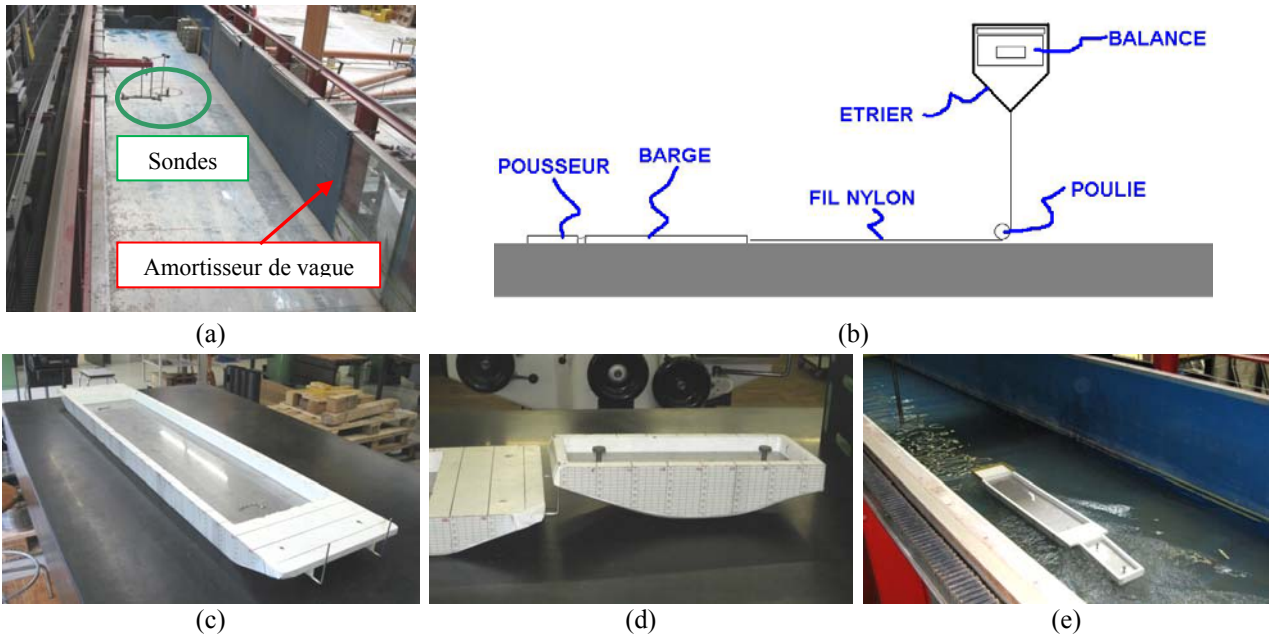 Sondes
Amortisseur de vague
(a)
BALANCE
ETRIER
POUSSEUR
BARGE
FIL NYLON
POULIE
(b)
(c)
(d)
(e)